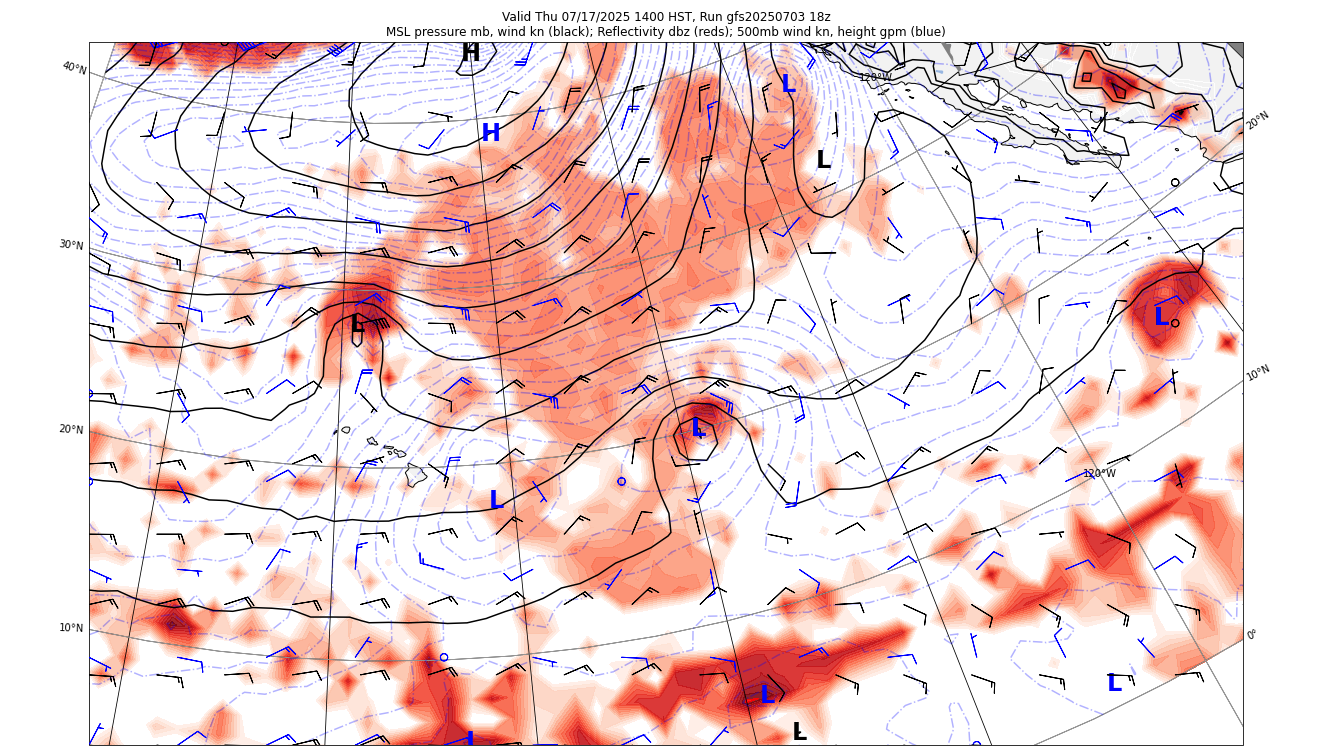 Valid Thu 07/17/2025 1400 HST, Run gfs20250703 18z
MSL pressure mb, wind kn (black); Reflectivity dbz (reds); 500mb wind kn, height gpm (blue)
H
40°N
120°W
L
20°N
H
L
30°N
L
L
10°N
20°N
L
120°W
L
10°N
0°
L
L
L
L